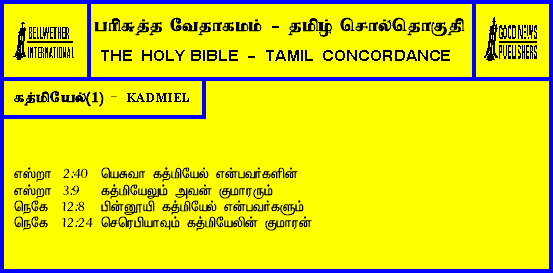 BELLWETHER
INTERNATIONAL
பரிசுத்த வேதாகமம் - தமிழ் சொல்தொகுதி
THE HOLY BIBLE - TAMIL CONCORDANCE
GOOD NEWS
PUBLISHERS
கத்மியேல்(1) - KADMIEL
எஸ்றா 2:40 யெசுவா கத்மியேல் என்பவர்களின்
எஸ்றா 3:9 கத்மியேலும் அவன் குமாரரும்
நெகே 12:8 பின்னூயி கத்மியேல் என்பவர்களும்
நெகே 12:24 செரெபியாவும் கத்மியேலின் குமாரன்